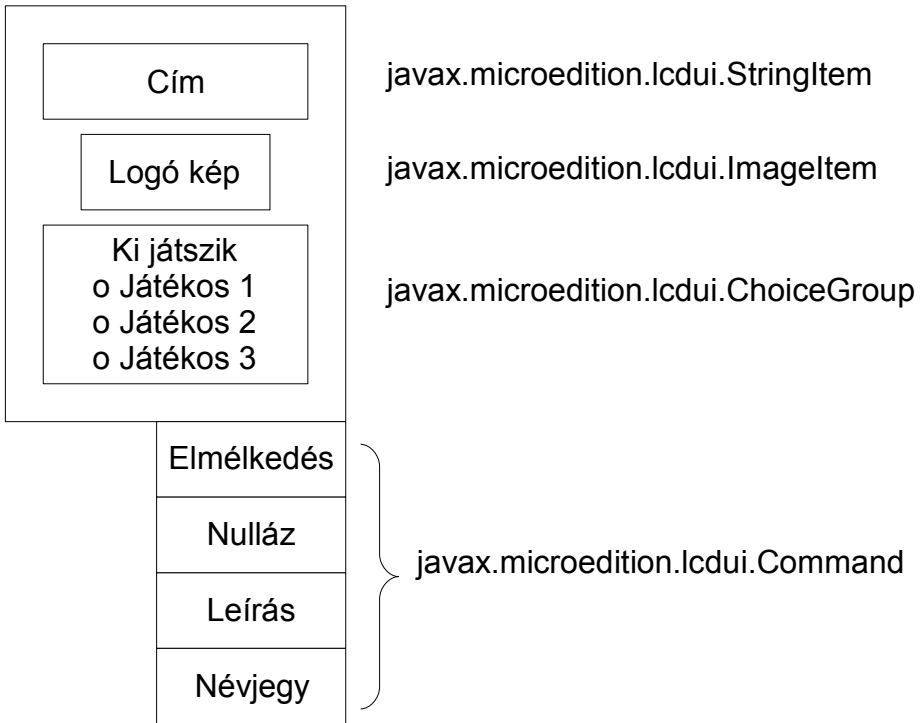 Cím
javax.microedition.lcdui.StringItem
Logó kép
javax.microedition.lcdui.ImageItem
Ki játszik
o Játékos 1
o Játékos 2
o Játékos 3
javax.microedition.lcdui.ChoiceGroup
Elmélkedés
Nulláz
Leírás
Névjegy
javax.microedition.lcdui.Command